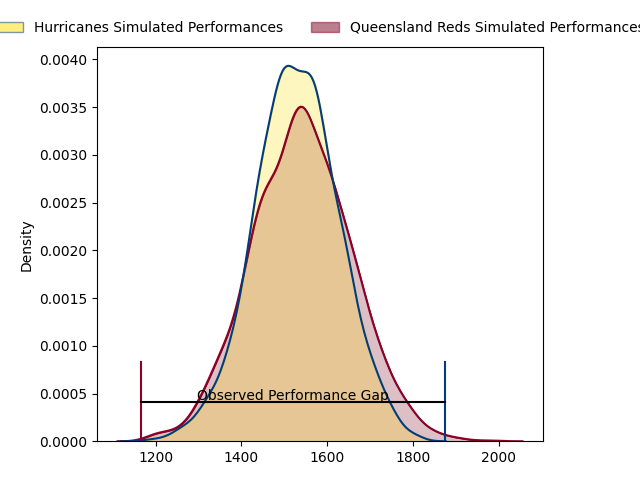 Hurricanes Simulated Performances Queensland Reds Simulated Performances
0.0040
0.0035
0.0030
0.0025
0.0020
0.0015
0.0010
0.0005
0.0000
Density
Observed Performance Gap
1200 1400 1600 1800 2000